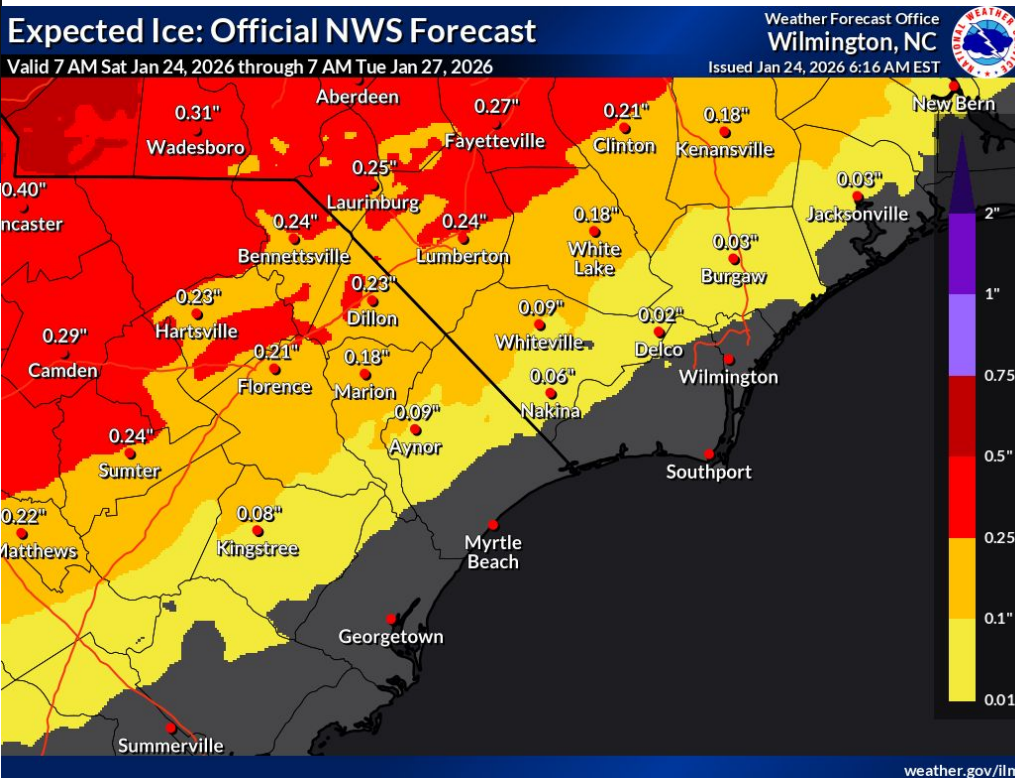 Expected Ice: Official NWS Forecast
Valid 7 AM Sat Jan 24, 2026 through 7 AM Tue Jan 27, 2026
Weather Forecast Office
Wilmington, NC
Issued Jan 24, 2026 6:16 AM EST
Aberdeen
New Bern
0.31"
Wadesboro
0.27"
Fayetteville
0.21"
Clinton
0.18"
Kenansville
0.40"
ncaster
0.25"
Laurinburg
0.03"
Jacksonville
0.24"
Bennettsville
0.24"
Lumberton
0.18"
White
Lake
0.03"
Burgaw
0.23"
Hartsville
0.23"
Dillon
0.09"
Whiteville
0.02"
Delco
0.29"
Camden
0.21"
Florence
0.18"
Marion
Wilmington
0.06"
Nakina
0.09"
Aynor
0.24"
Sumter
Southport
0.22"
Matthews
0.08"
Kingstree
Myrtle
Beach
Georgetown
Summerville
2"
1"
0.75
0.5"
0.25
0.1"
0.01
weather.gov/iln